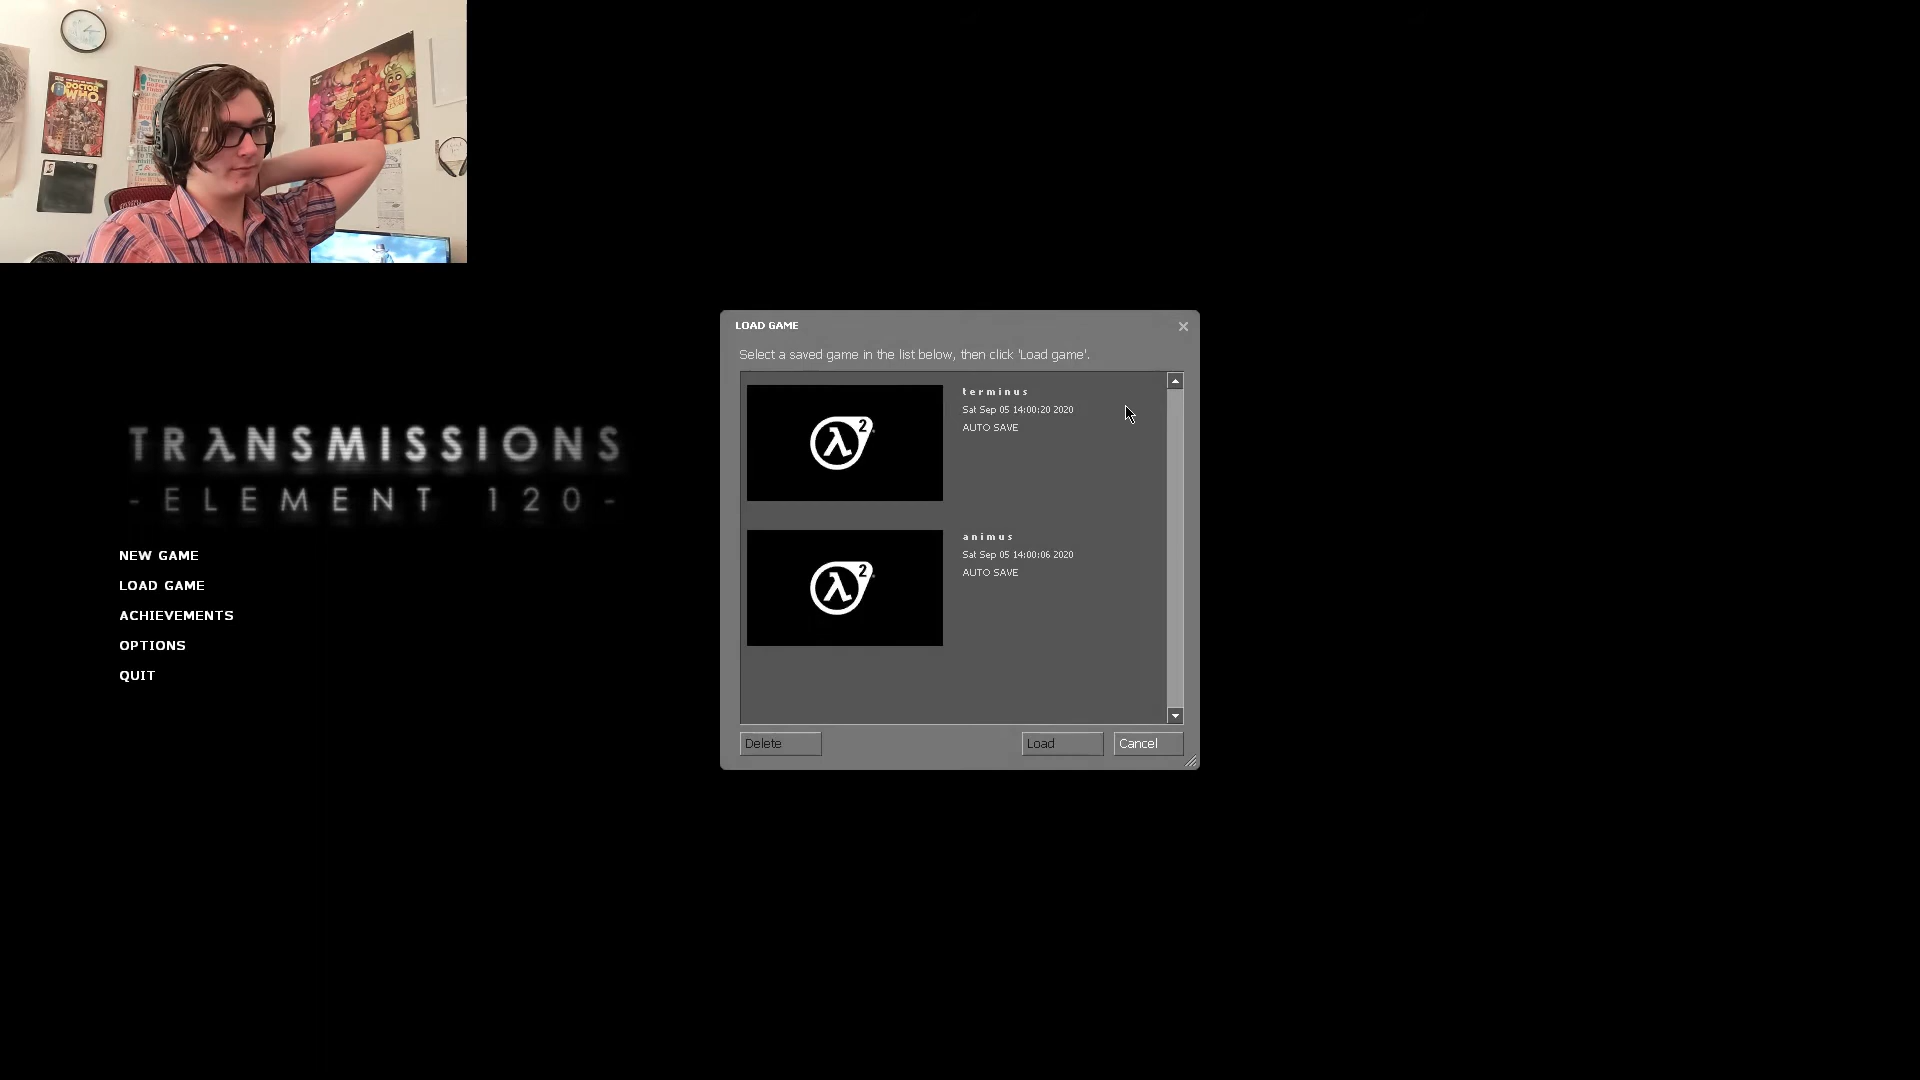 DOCTOR
WHO
LOAD GAME
Select a saved game in the list below, then click 'Load game'.
terminus
Sat Sep 05 14:00:20 2020
AUTO SAVE
TRANSMISSIONS
- ELEMENT 120 -
animus
Sat Sep 05 14:00:06 2020
AUTO SAVE
NEW GAME
LOAD GAME
ACHIEVEMENTS
OPTIONS
QUIT
Delete
Load
Cancel